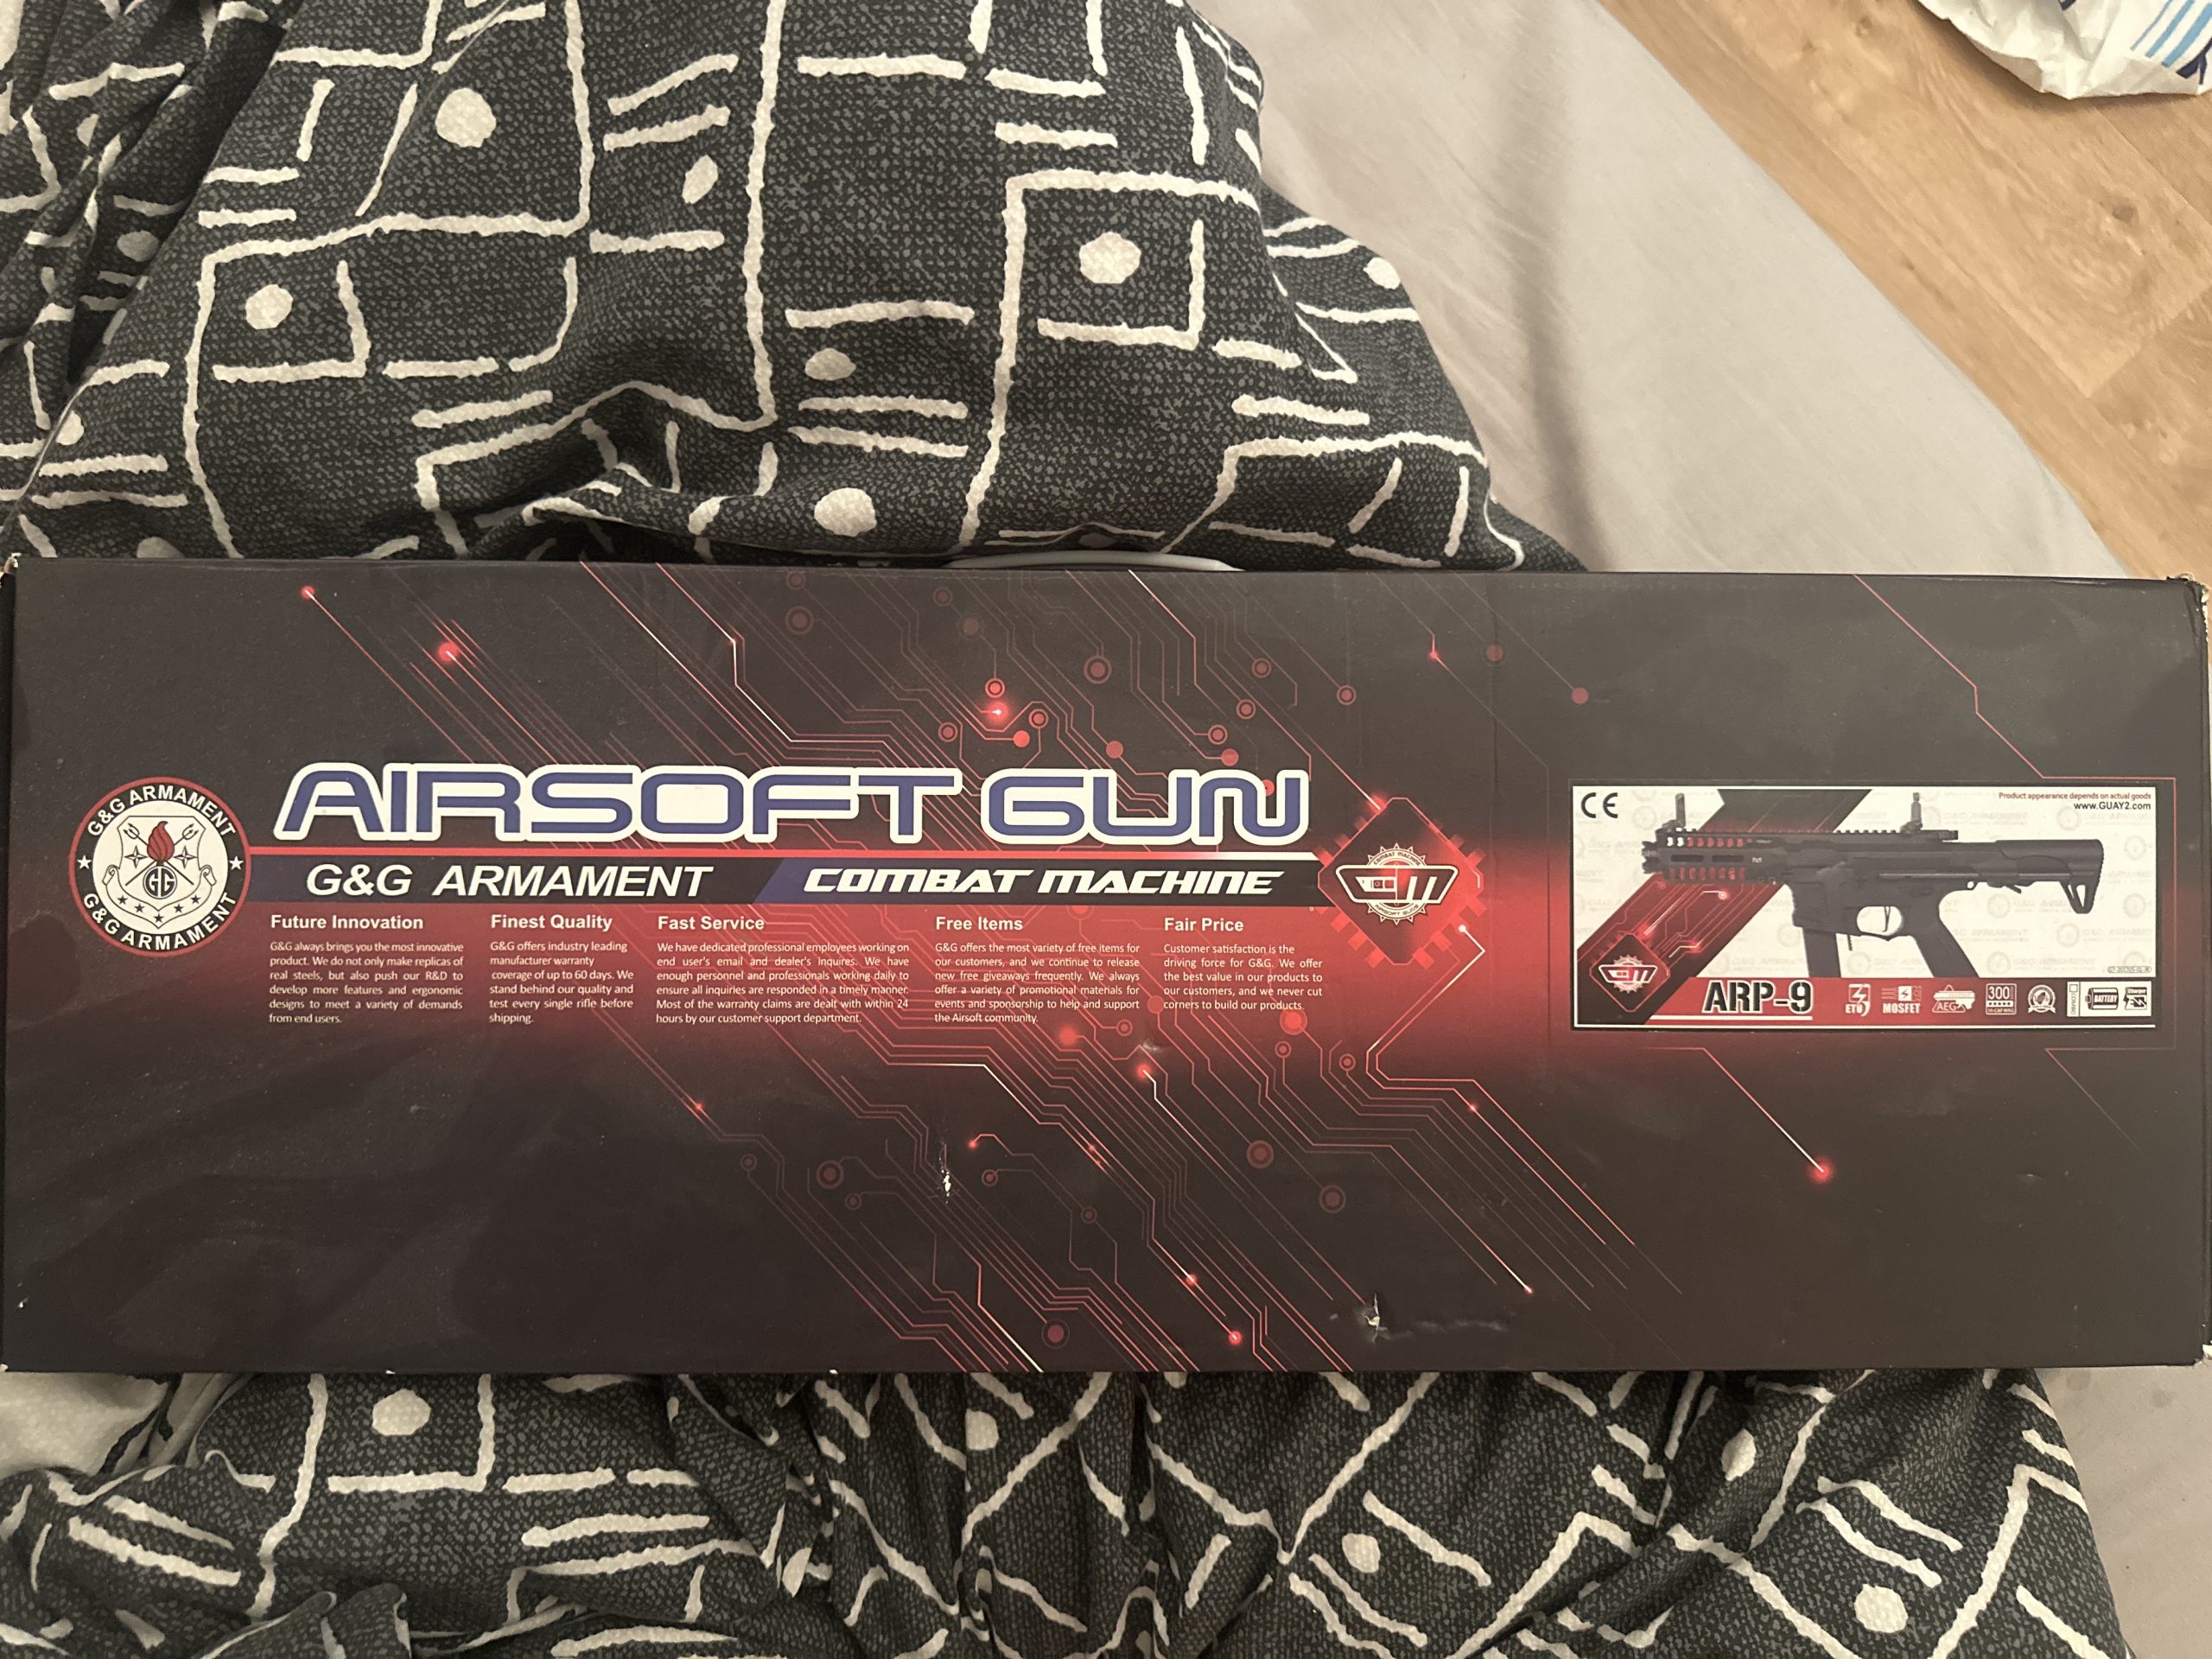 AIRSOFT GUN
G&G ARMAMENT
G&G ARMAMENT
GG
G&G ARMAMENT COMBAT MACHINE
Future Innovation
G&G always brings you the most innovative
product. We do not only make replicas of
real steels, but also push our R&D to
develop more features and ergonomic
designs to meet a variety of demands
from end users.
Finest Quality
G&G offers industry leading
manufacturer warranty
coverage of up to 60 days. We
stand behind our quality and
test every single rifle before
shipping.
Fast Service
We have dedicated professional employees working on
end user's email and dealer's Inquires. We have
enough personnel and professionals working daily to
ensure all inquiries are responded in a timely manner.
Most of the warranty claims are dealt with within 24
hours by our customer support department.
Free Items
G&G offers the most variety of free items for
our customers, and we continue to release
new free giveaways frequently. We always
offer a variety of promotional materials for
events and sponsorship to help and support
the Airsoft community.
Fair Price
Customer satisfaction is the
driving force for G&G. We offer
the best value in our products to
our customers, and we never cut
corners to build our products.
CM
CE
Product appearance depends on actual goods
www.GUAY2.com
CM
ARP-9
ETU
MOSFET
AEG
300
HI-CAP MAG
COMBO
BATTERY